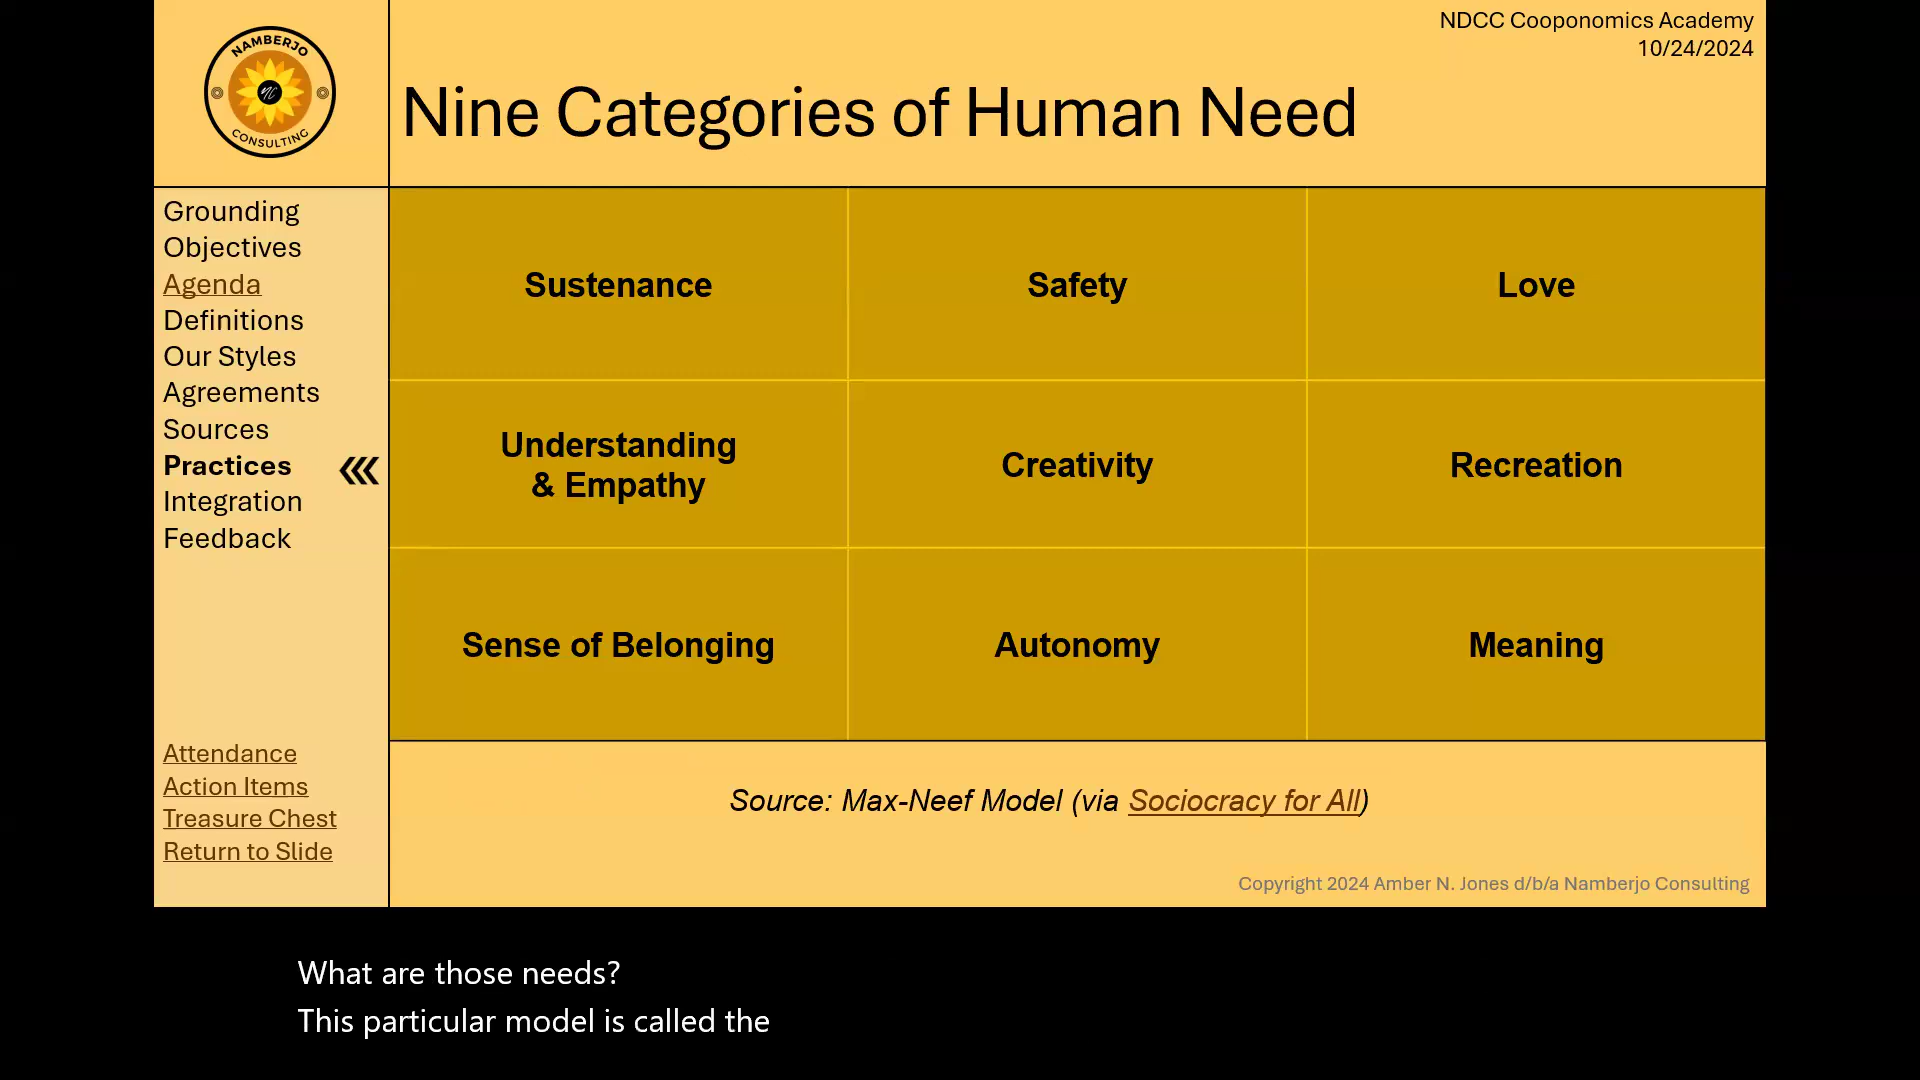 NAMBERJO
CONSULTING
NDCC Cooponomics Academy
10/24/2024
Nine Categories of Human Need
Grounding
Objectives
Agenda
Definitions
Our Styles
Agreements
Sources
Practices
Integration
Feedback
Attendance
Action Items
Treasure Chest
Return to Slide
Sustenance
Safety
Love
Understanding
& Empathy
Creativity
Recreation
Sense of Belonging
Autonomy
Meaning
Source: Max-Neef Model (via Sociocracy for All)
Copyright 2024 Amber N. Jones d/b/a Namberjo Consulting
What are those needs?
This particular model is called the